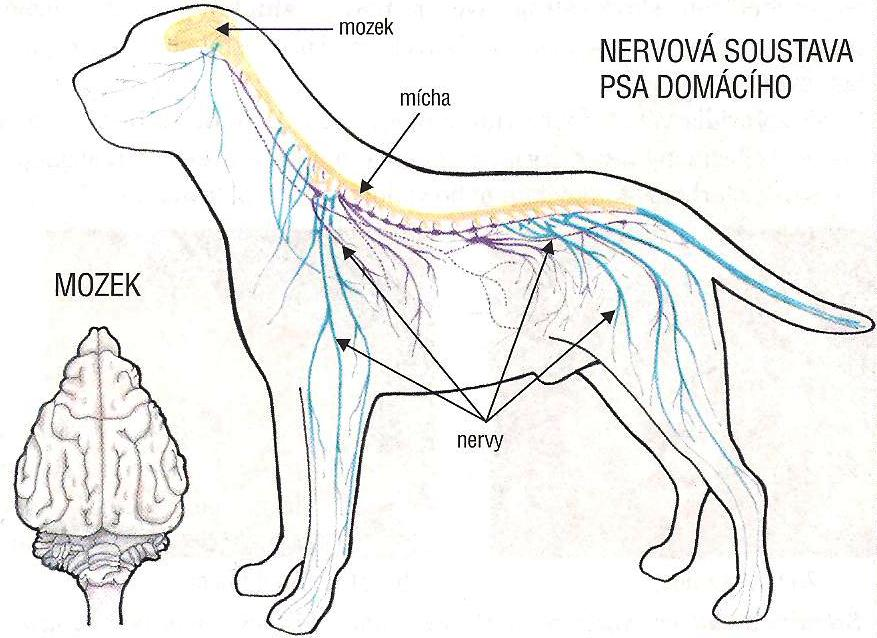 NERVOVÁ SOUSTAVA
PSA DOMÁCÍHO
mozek
mícha
MOZEK
nervy